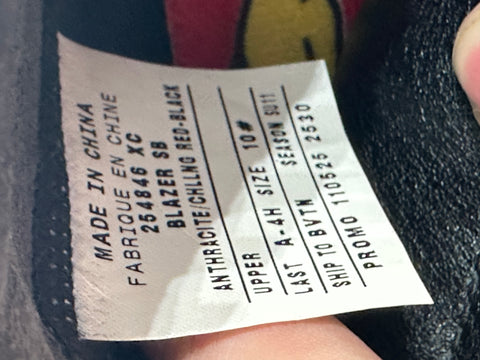 MADE IN CHINA
FABRIQUE EN CHINE
254846 XC
BLAZER SB
ANTHRACITE/CHLLNG RED-BLACK
UPPER SIZE 10#
LAST A-4H SEASON SU11
SHIP TO BVTN 2530
PROMO 110525